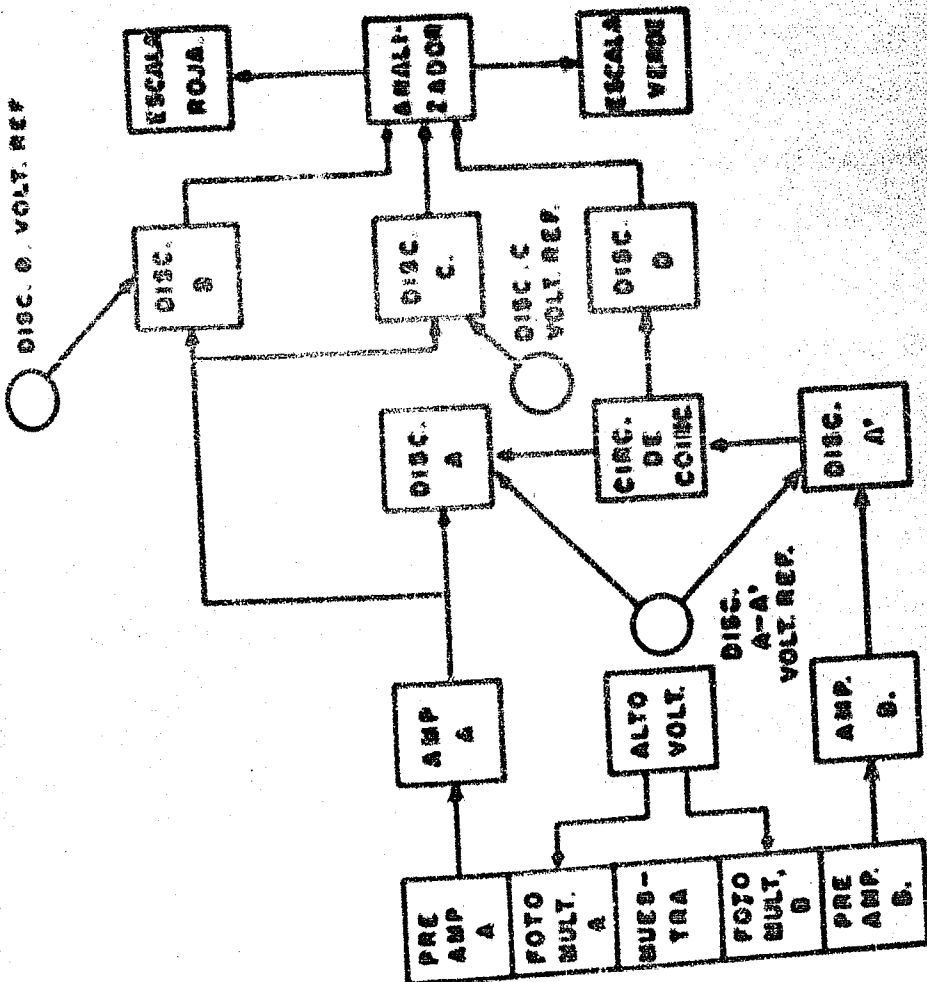 DISC. B. VOLT. REF
ESCALA
ROJA.
ANALI-
ZADOR
ESCALA
VERDE
DISC.
B
DISC.
C.
DISC. C
VOLT. REF.
DISC.
D
DISC.
A
CIRC.
DE
COINC
DISC.
A'
DISC.
A-A'
VOLT. REF.
AMP
A
ALTO
VOLT.
AMP.
B.
PRE
AMP
A
FOTO
MULT.
A
MUES-
TRA
FOTO
MULT,
B
PRE
AMP.
B.